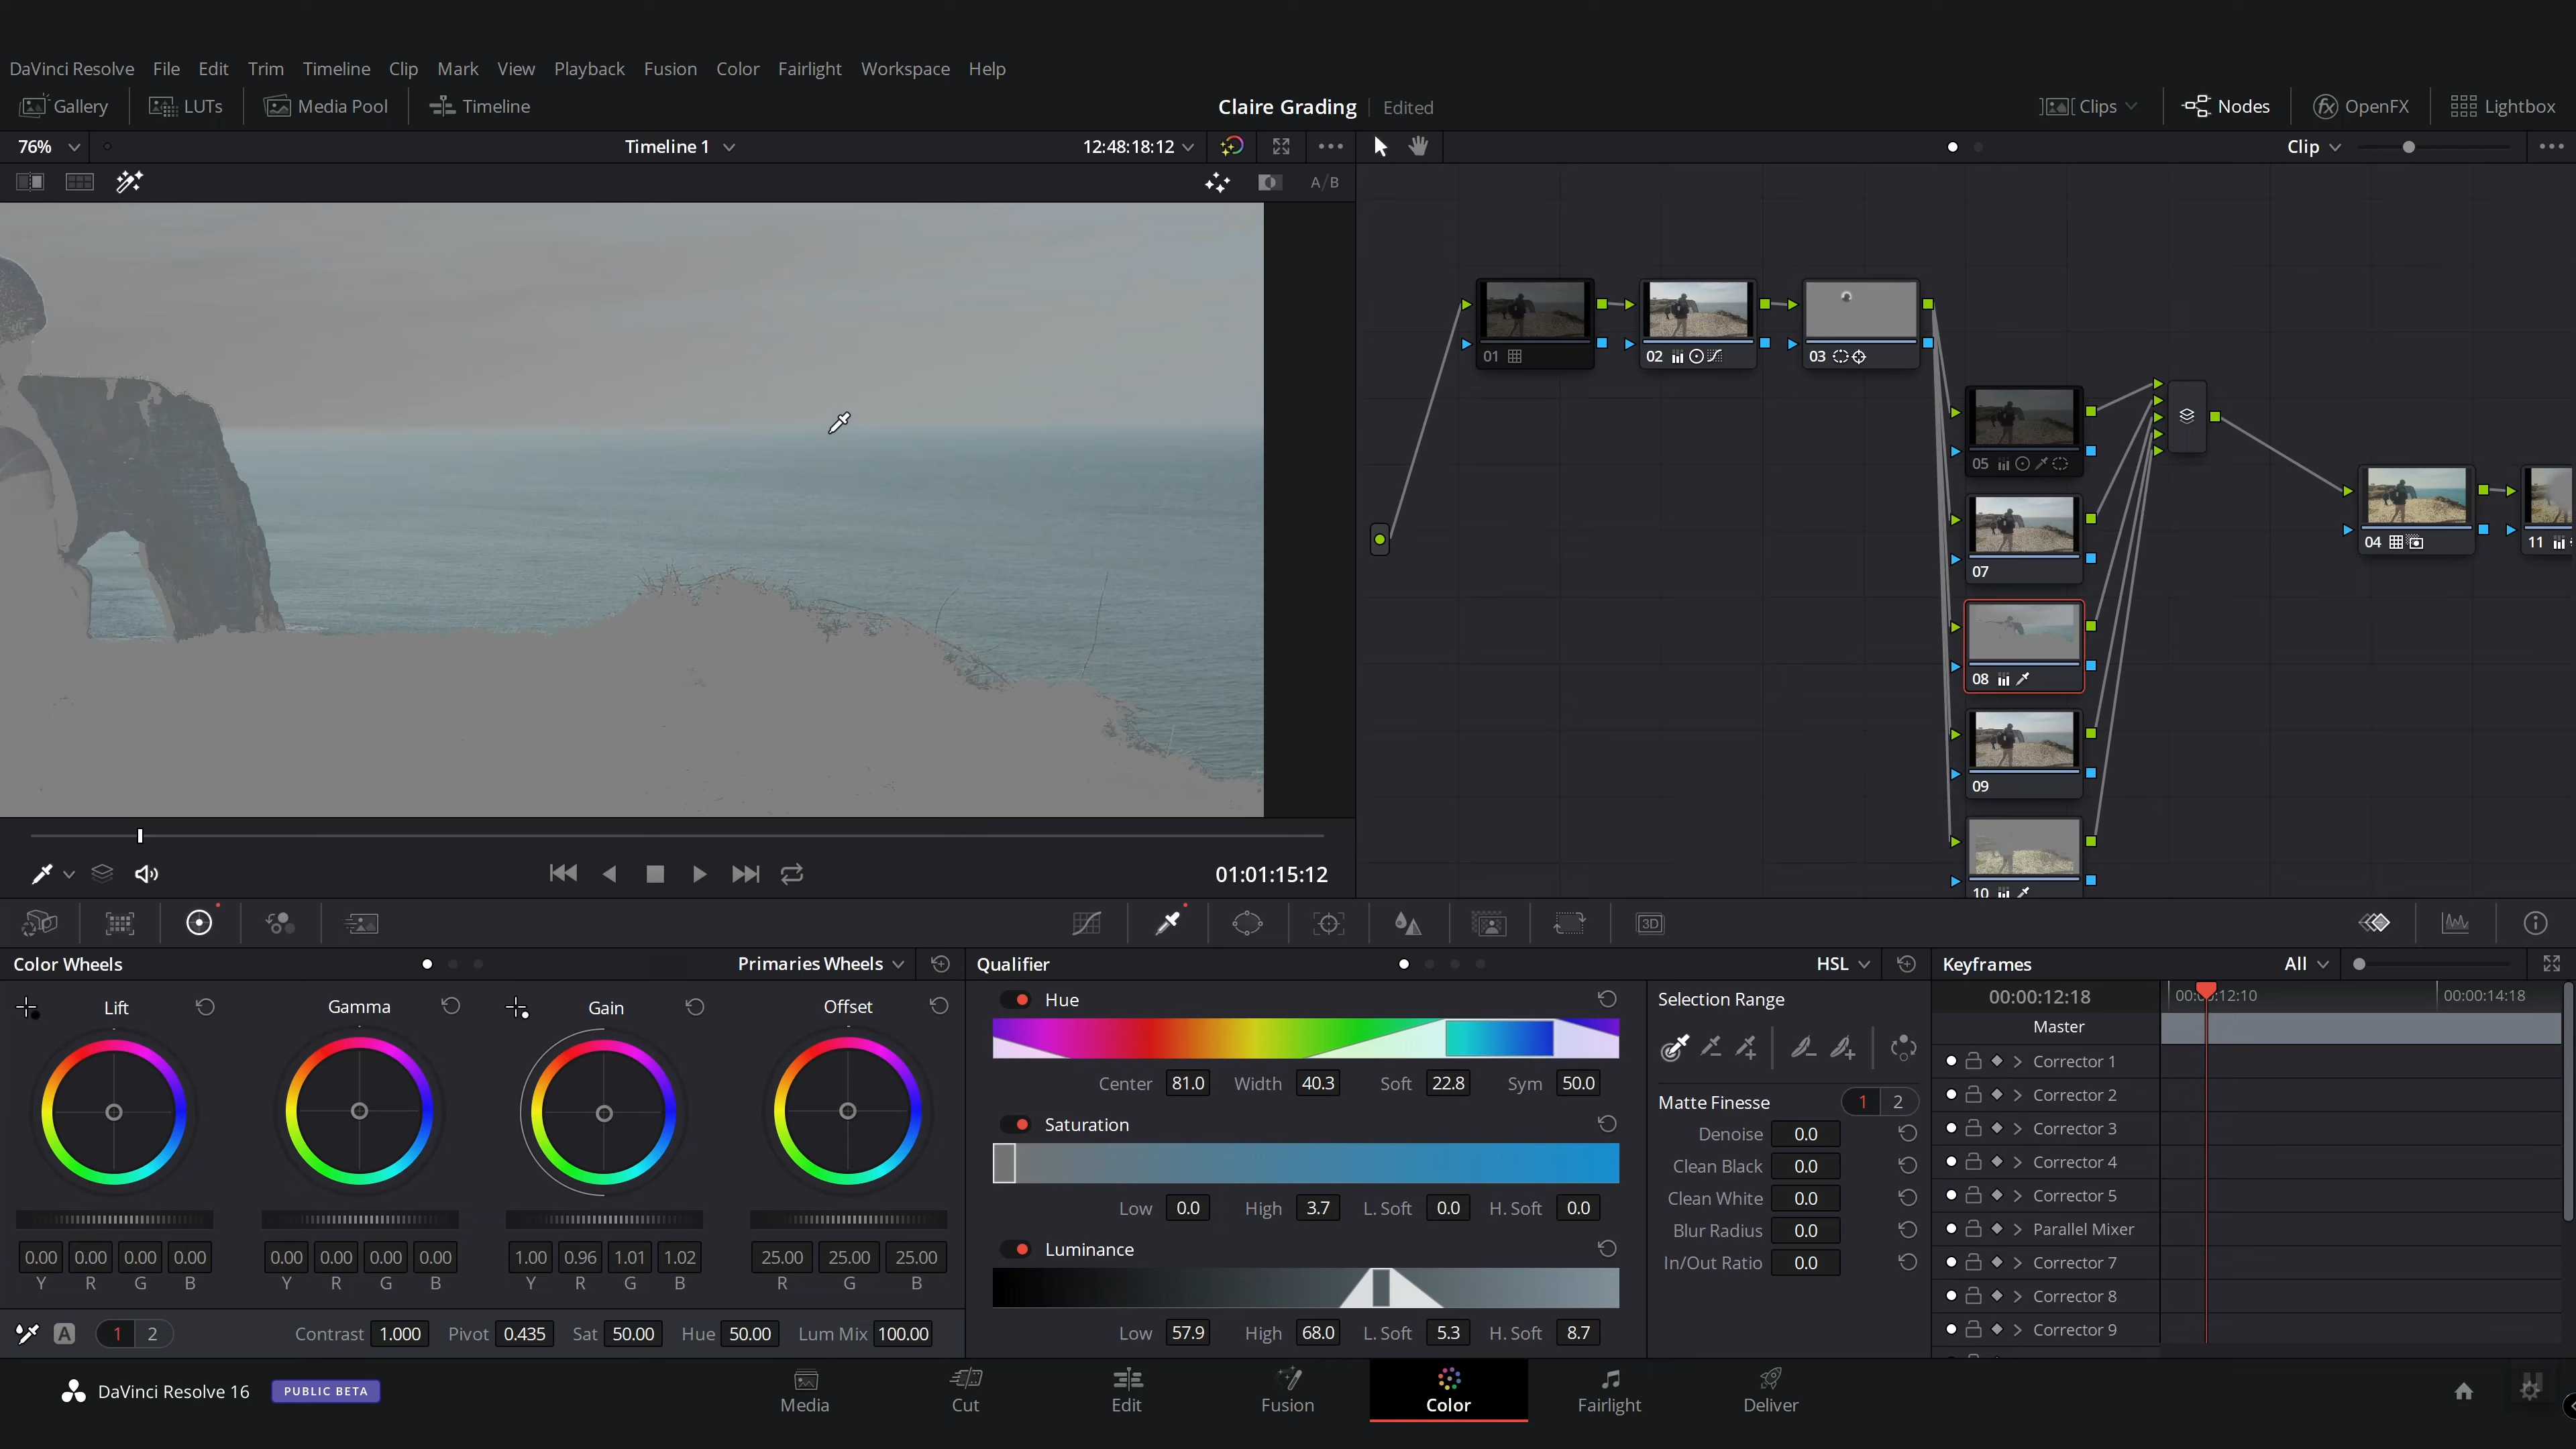 DaVinci Resolve File Edit Trim Timeline Clip Mark View Playback Fusion Color Fairlight Workspace Help
Gallery LUTs Media Pool Timeline Claire Grading Edited Clips Nodes OpenFX Lightbox
76% Timeline 1 12:48:18:12 Clip
A/B
01
02
03
05
07
08
09
10
04
11
01:01:15:12
3D
Color Wheels Primaries Wheels Qualifier HSL Keyframes All
Lift Gamma Gain Offset
0.00 0.00 0.00 0.00 0.00 0.00 0.00 0.00 1.00 0.96 1.01 1.02 25.00 25.00 25.00
Y R G B Y R G B Y R G B R G B
A 1 2 Contrast 1.000 Pivot 0.435 Sat 50.00 Hue 50.00 Lum Mix 100.00
Hue
Center 81.0 Width 40.3 Soft 22.8 Sym 50.0
Saturation
Low 0.0 High 3.7 L. Soft 0.0 H. Soft 0.0
Luminance
Low 57.9 High 68.0 L. Soft 5.3 H. Soft 8.7
Selection Range
Matte Finesse 1 2
Denoise 0.0
Clean Black 0.0
Clean White 0.0
Blur Radius 0.0
In/Out Ratio 0.0
00:00:12:18 12:10 00:00:14:18
Master
Corrector 1
Corrector 2
Corrector 3
Corrector 4
Corrector 5
Parallel Mixer
Corrector 7
Corrector 8
Corrector 9
DaVinci Resolve 16 PUBLIC BETA Media Cut Edit Fusion Color Fairlight Deliver